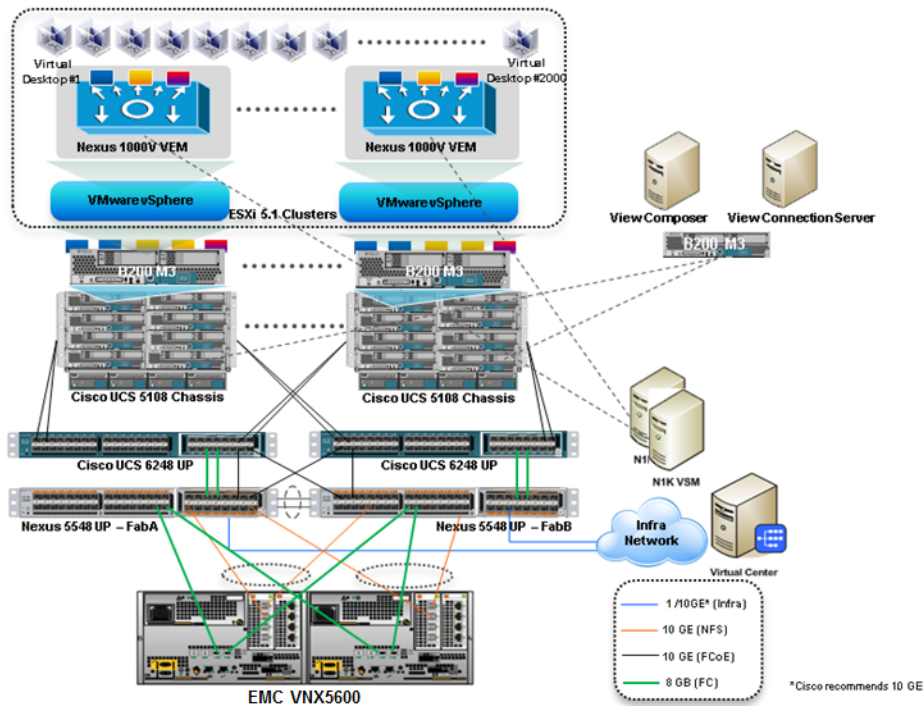 Virtual
Desktop #1
Virtual
Desktop #2000
Nexus 1000V VEM
Nexus 1000V VEM
VMware vSphere
VMware vSphere
ESXi 5.1 Clusters
View Composer
View Connection Server
B200 M3
B200 M3
B200 M3
Cisco UCS 5108 Chassis
Cisco UCS 5108 Chassis
Cisco UCS 6248 UP
Cisco UCS 6248 UP
N1K VSM
Nexus 5548 UP – FabA
Nexus 5548 UP – FabB
Infra
Network
Virtual Center
1 /10GE* (Infra)
10 GE (NFS)
10 GE (FCoE)
8 GB (FC)
*Cisco recommends 10 GE
EMC VNX5600